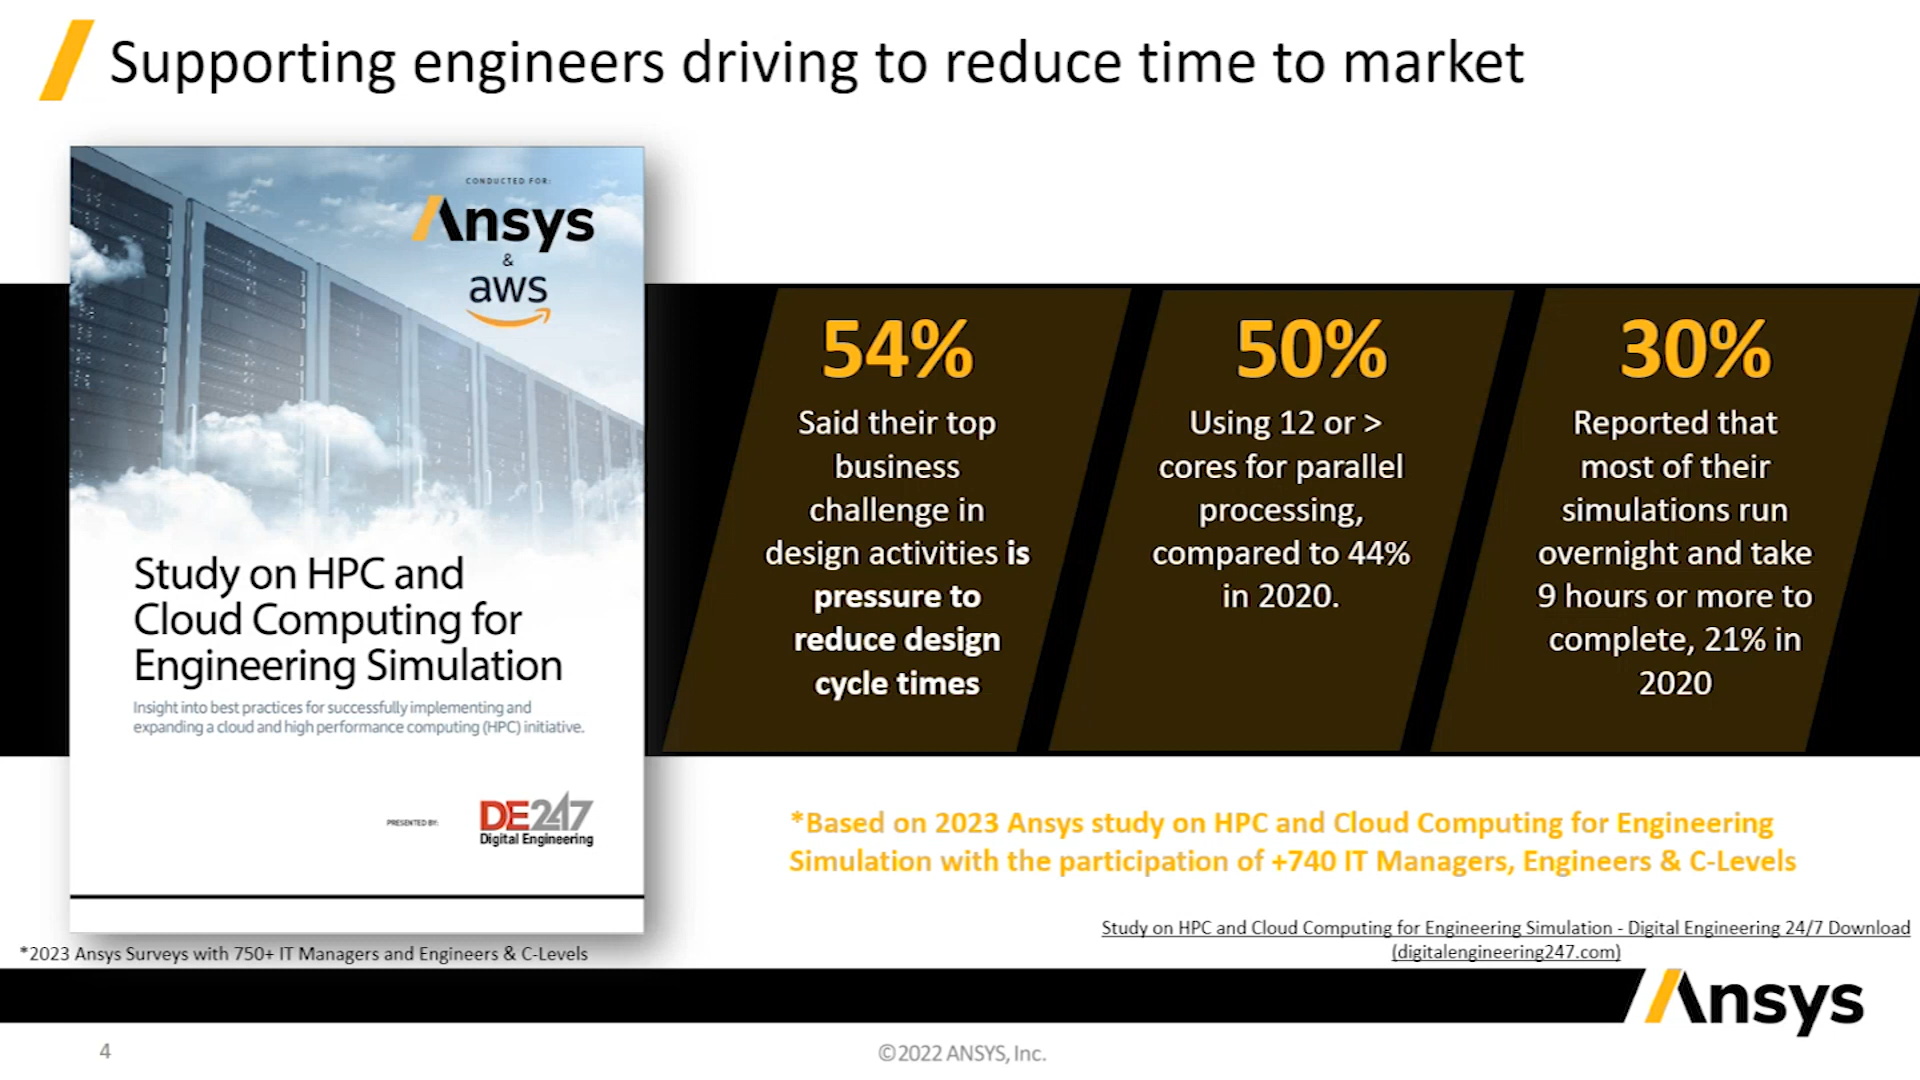 Supporting engineers driving to reduce time to market
CONDUCTED FOR:
Ansys
&
aws
Study on HPC and
Cloud Computing for
Engineering Simulation
Insight into best practices for successfully implementing and
expanding a cloud and high performance computing (HPC) initiative.
PRESENTED BY:
DE247
Digital Engineering
54%
Said their top
business
challenge in
design activities is
pressure to
reduce design
cycle times
50%
Using 12 or >
cores for parallel
processing,
compared to 44%
in 2020.
30%
Reported that
most of their
simulations run
overnight and take
9 hours or more to
complete, 21% in
2020
*Based on 2023 Ansys study on HPC and Cloud Computing for Engineering
Simulation with the participation of +740 IT Managers, Engineers & C-Levels
Study on HPC and Cloud Computing for Engineering Simulation - Digital Engineering 24/7 Download
(digitalengineering247.com)
*2023 Ansys Surveys with 750+ IT Managers and Engineers & C-Levels
Ansys
4
©2022 ANSYS, Inc.